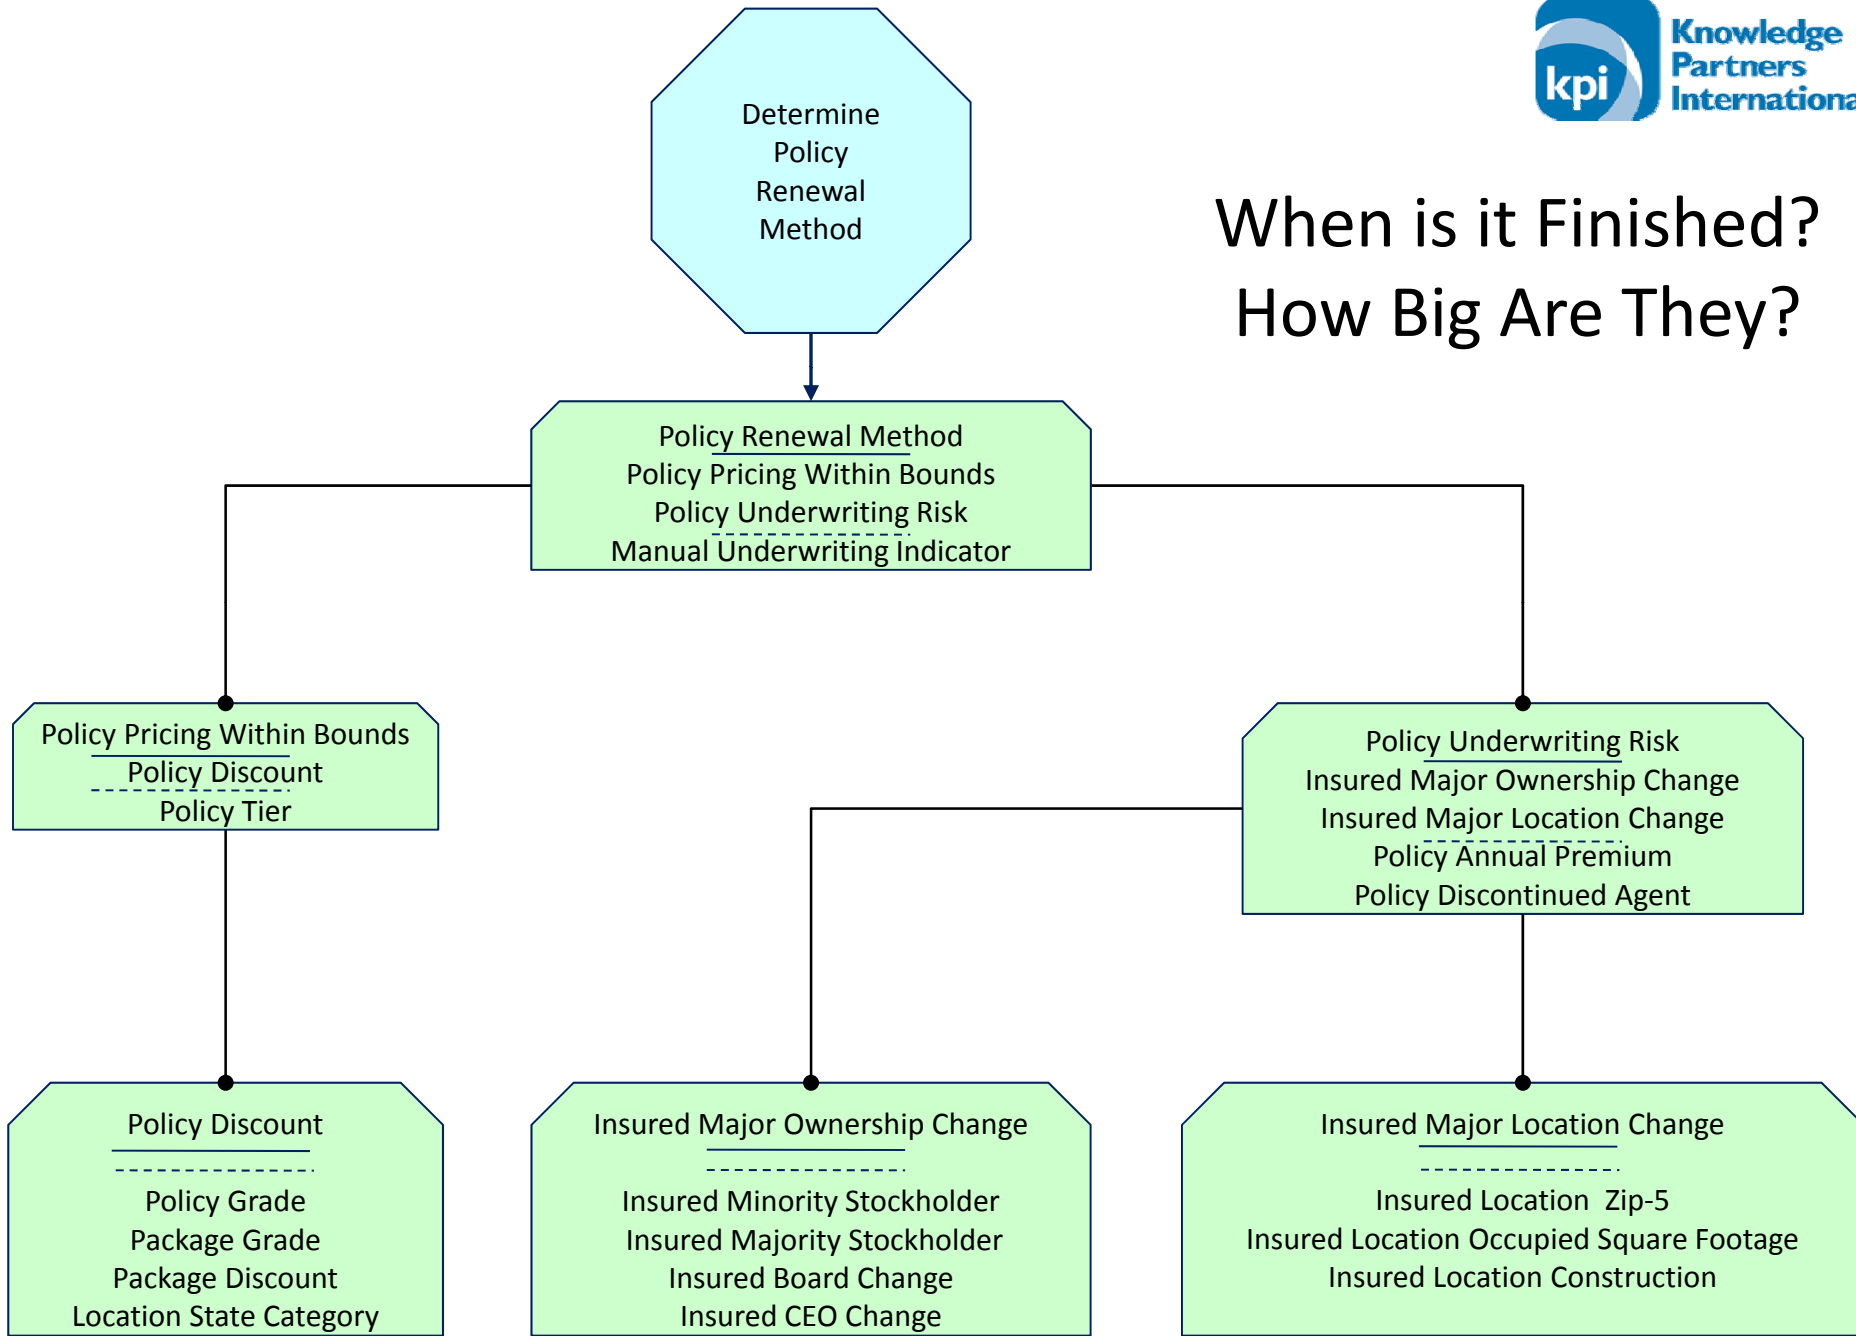 kpi
Knowledge
Partners
Internationa
When is it Finished?
How Big Are They?
Determine
Policy
Renewal
Method
Policy Renewal Method
Policy Pricing Within Bounds
Policy Underwriting Risk
Manual Underwriting Indicator
Policy Pricing Within Bounds
Policy Discount
Policy Tier
Policy Underwriting Risk
Insured Major Ownership Change
Insured Major Location Change
Policy Annual Premium
Policy Discontinued Agent
Policy Discount
Policy Grade
Package Grade
Package Discount
Location State Category
Insured Major Ownership Change
Insured Minority Stockholder
Insured Majority Stockholder
Insured Board Change
Insured CEO Change
Insured Major Location Change
Insured Location Zip-5
Insured Location Occupied Square Footage
Insured Location Construction